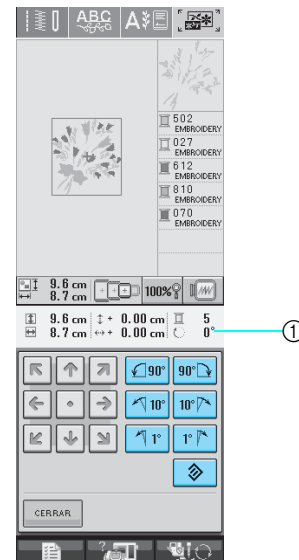 ABC A
502
EMBROIDERY
027
EMBROIDERY
612
EMBROIDERY
810
EMBROIDERY
070
EMBROIDERY
9.6 cm
8.7 cm
100%
9.6 cm + 0.00 cm 5
8.7 cm + 0.00 cm 0°
1
90° 90°
10° 10°
1° 1°
CERRAR
?